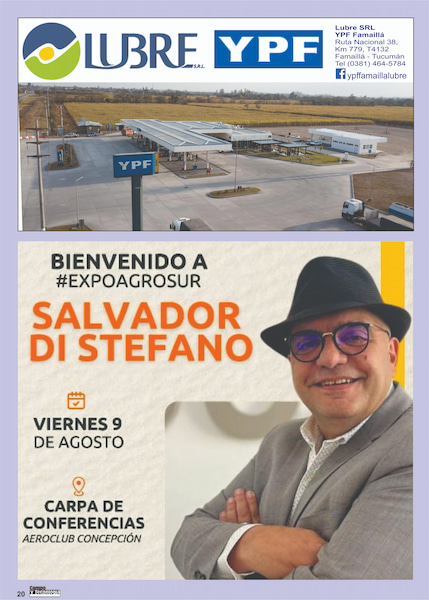 LUBRE
S.R.L.
YPF
Lubre SRL
YPF Famaillá
Ruta Nacional 38,
Km 779, T4132
Famaillá - Tucumán
Tel (0381) 464-5784
ypffamaillalubre
YPF
BIENVENIDO A
#EXPOAGROSUR
SALVADOR
DI STEFANO
VIERNES 9
DE AGOSTO
CARPA DE
CONFERENCIAS
AEROCLUB CONCEPCIÓN
20